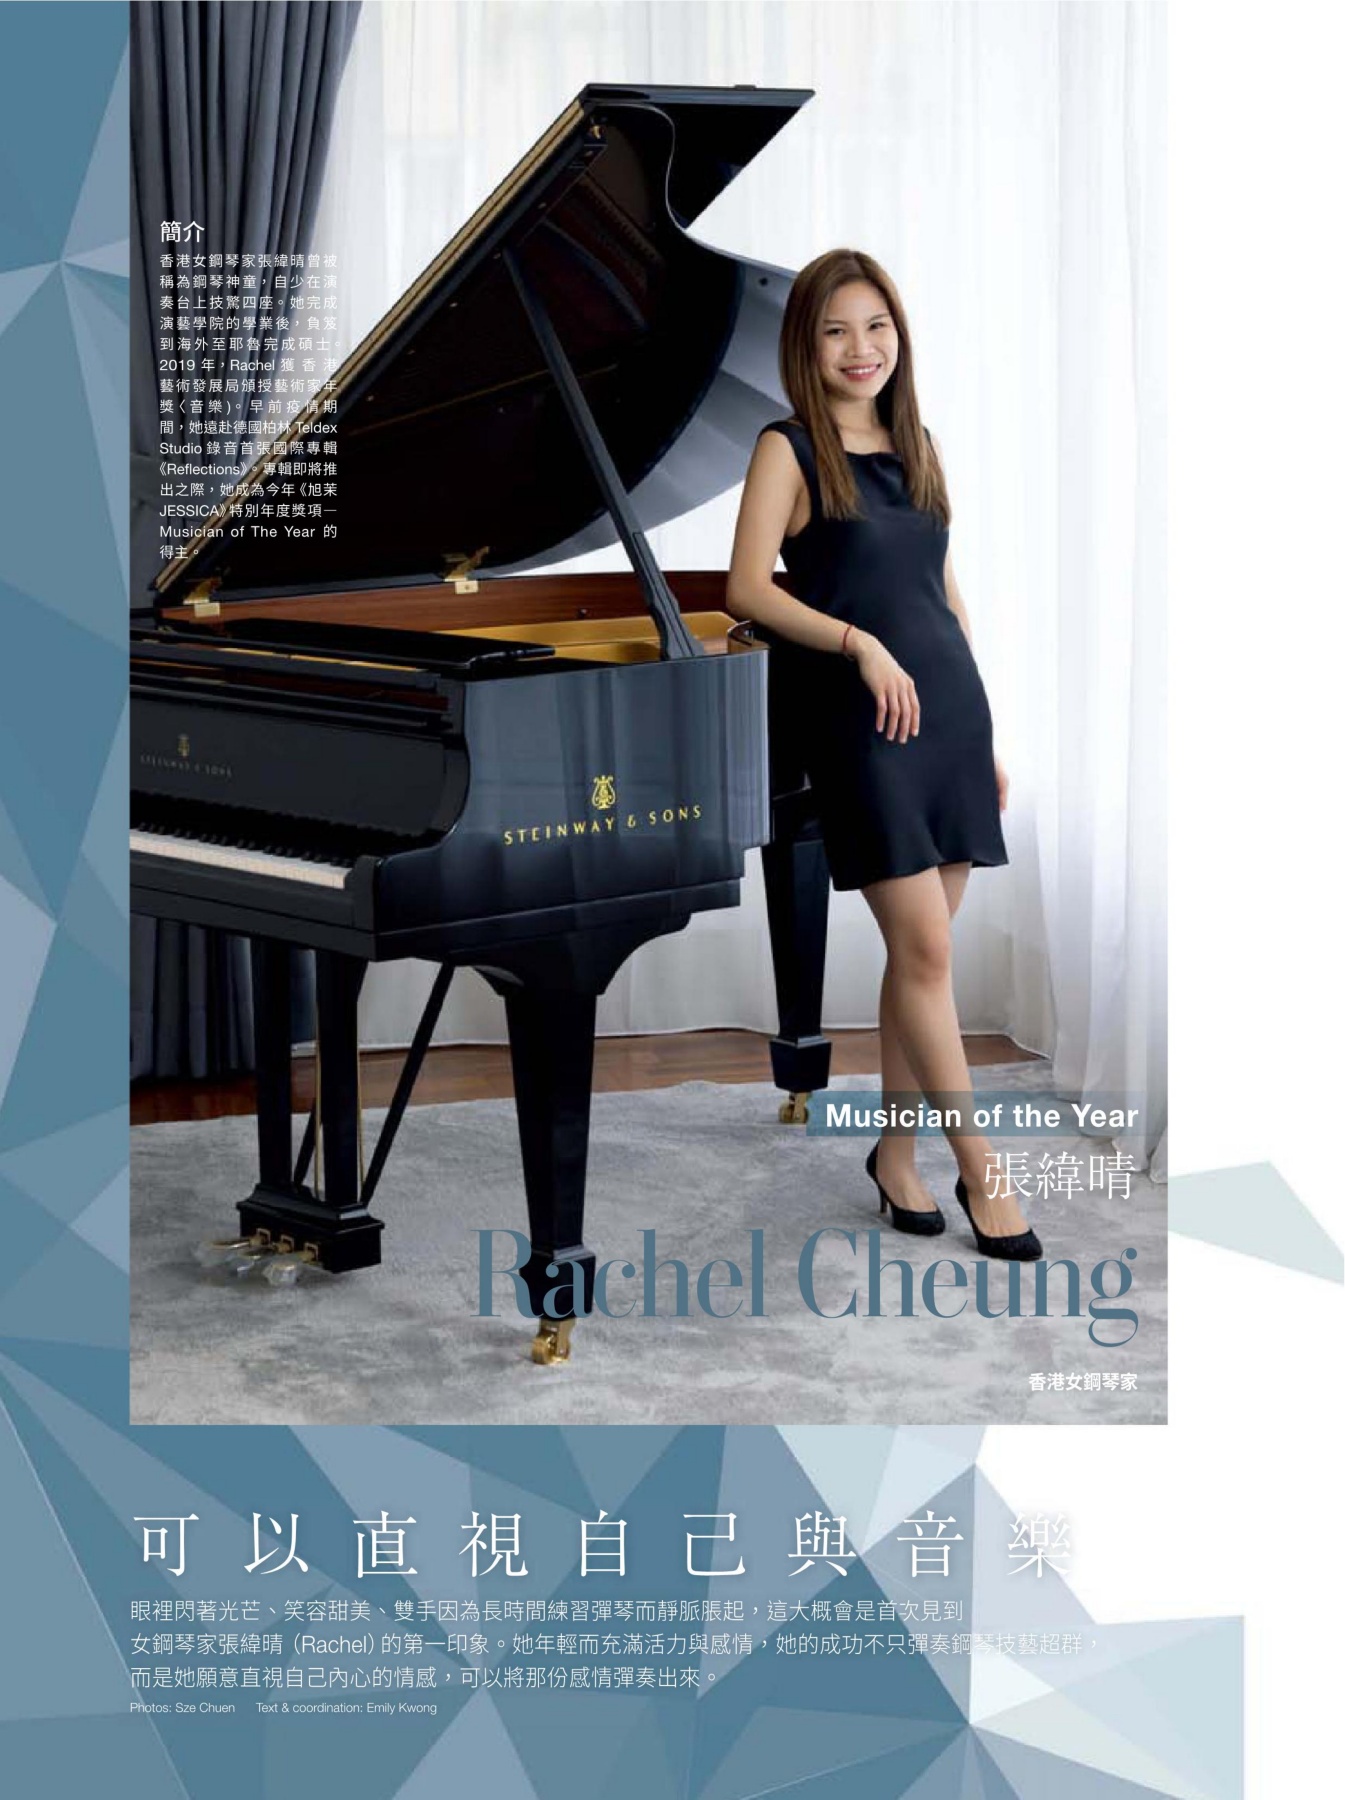 簡介
香港女鋼琴家張緯晴曾被
稱為鋼琴神童，自少在演
奏台上技驚四座。她完成
演藝學院的學業後，負笈
到海外至耶魯完成碩士。
2019 年，Rachel 獲香港
藝術發展局頒授藝術家年
獎〈音樂)。早前疫情期
間，她遠赴德國柏林 Teldex
Studio 錄音首張國際專輯
《Reflections》。專輯即將推
出之際，她成為今年《旭茉
JESSICA》特別年度獎項—
Musician of The Year 的
得主。
STEINWAY & SONS
STEINWAY & SONS
Musician of the Year
張緯晴
Rachel Cheung
香港女鋼琴家
可以直視自己與音樂
眼裡閃著光芒、笑容甜美、雙手因為長時間練習彈琴而靜脈脹起，這大概會是首次見到
女鋼琴家張緯晴（Rachel）的第一印象。她年輕而充滿活力與感情，她的成功不只彈奏鋼琴技藝超群，
而是她願意直視自己內心的情感，可以將那份感情彈奏出來。
Photos: Sze Chuen Text & coordination: Emily Kwong